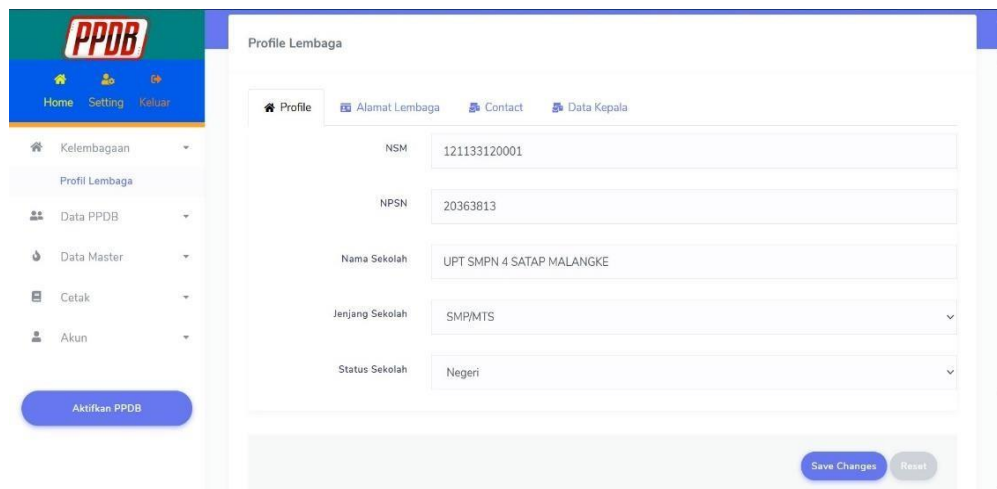 PPDB
Home Setting Keluar
Kelembagaan
Profil Lembaga
Data PPDB
Data Master
Cetak
Akun
Aktifkan PPDB
Profile Lembaga
Profile Alamat Lembaga Contact Data Kepala
NSM 121133120001
NPSN 20363813
Nama Sekolah UPT SMPN 4 SATAP MALANGKE
Jenjang Sekolah SMP/MTS
Status Sekolah Negeri
Save Changes Reset